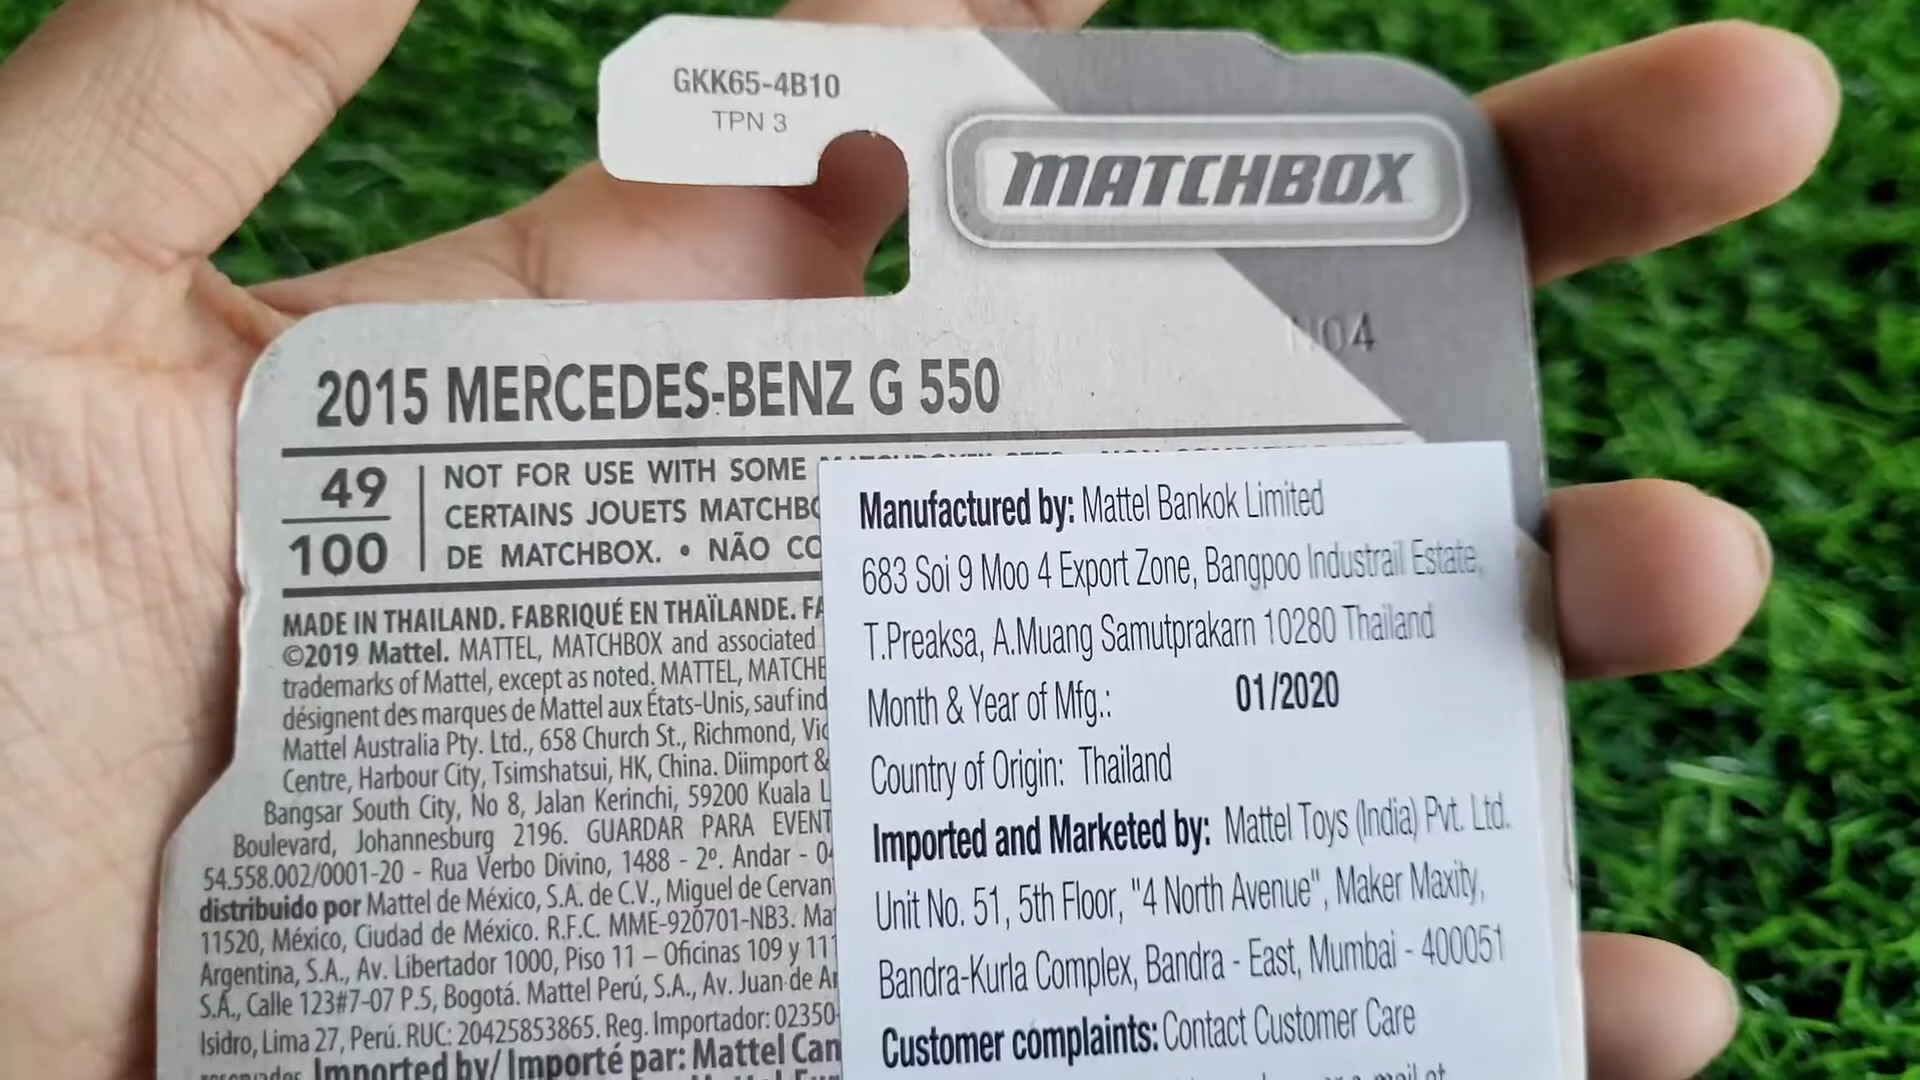 GKK65-4B10
TPN 3
MATCHBOX
N04
2015 MERCEDES-BENZ G 550
49
100
NOT FOR USE WITH SOME
CERTAINS JOUETS MATCHBO
DE MATCHBOX. • NÃO CO
MADE IN THAILAND. FABRIQUÉ EN THAÏLANDE. FA
©2019 Mattel. MATTEL, MATCHBOX and associated
trademarks of Mattel, except as noted. MATTEL, MATCHB
désignent des marques de Mattel aux États-Unis, sauf ind
Mattel Australia Pty. Ltd., 658 Church St., Richmond, Vic
Centre, Harbour City, Tsimshatsui, HK, China. Diimport &
Bangsar South City, No 8, Jalan Kerinchi, 59200 Kuala L
Boulevard, Johannesburg 2196. GUARDAR PARA EVENT
54.558.002/0001-20 - Rua Verbo Divino, 1488 - 2º. Andar - 04
distribuido por Mattel de México, S.A. de C.V., Miguel de Cervan
11520, México, Ciudad de México. R.F.C. MME-920701-NB3. Ma
Argentina, S.A., Av. Libertador 1000, Piso 11 – Oficinas 109 y 11
S.A., Calle 123#7-07 P.5, Bogotá. Mattel Perú, S.A., Av. Juan de Ar
Isidro, Lima 27, Perú. RUC: 20425853865. Reg. Importador: 02350-
Imported by/ Importé par: Mattel Can
Manufactured by: Mattel Bankok Limited
683 Soi 9 Moo 4 Export Zone, Bangpoo Industrail Estate,
T.Preaksa, A.Muang Samutprakarn 10280 Thailand
Month & Year of Mfg.: 01/2020
Country of Origin: Thailand
Imported and Marketed by: Mattel Toys (India) Pvt. Ltd.
Unit No. 51, 5th Floor, "4 North Avenue", Maker Maxity,
Bandra-Kurla Complex, Bandra - East, Mumbai - 400051
Customer complaints: Contact Customer Care